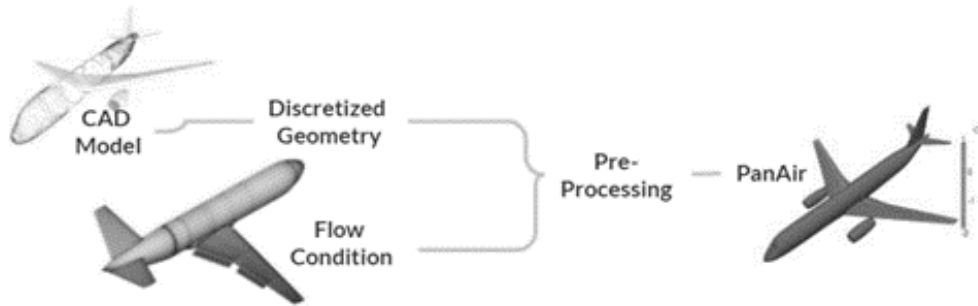 CAD
Model
Discretized
Geometry
Flow
Condition
Pre-
Processing
PanAir